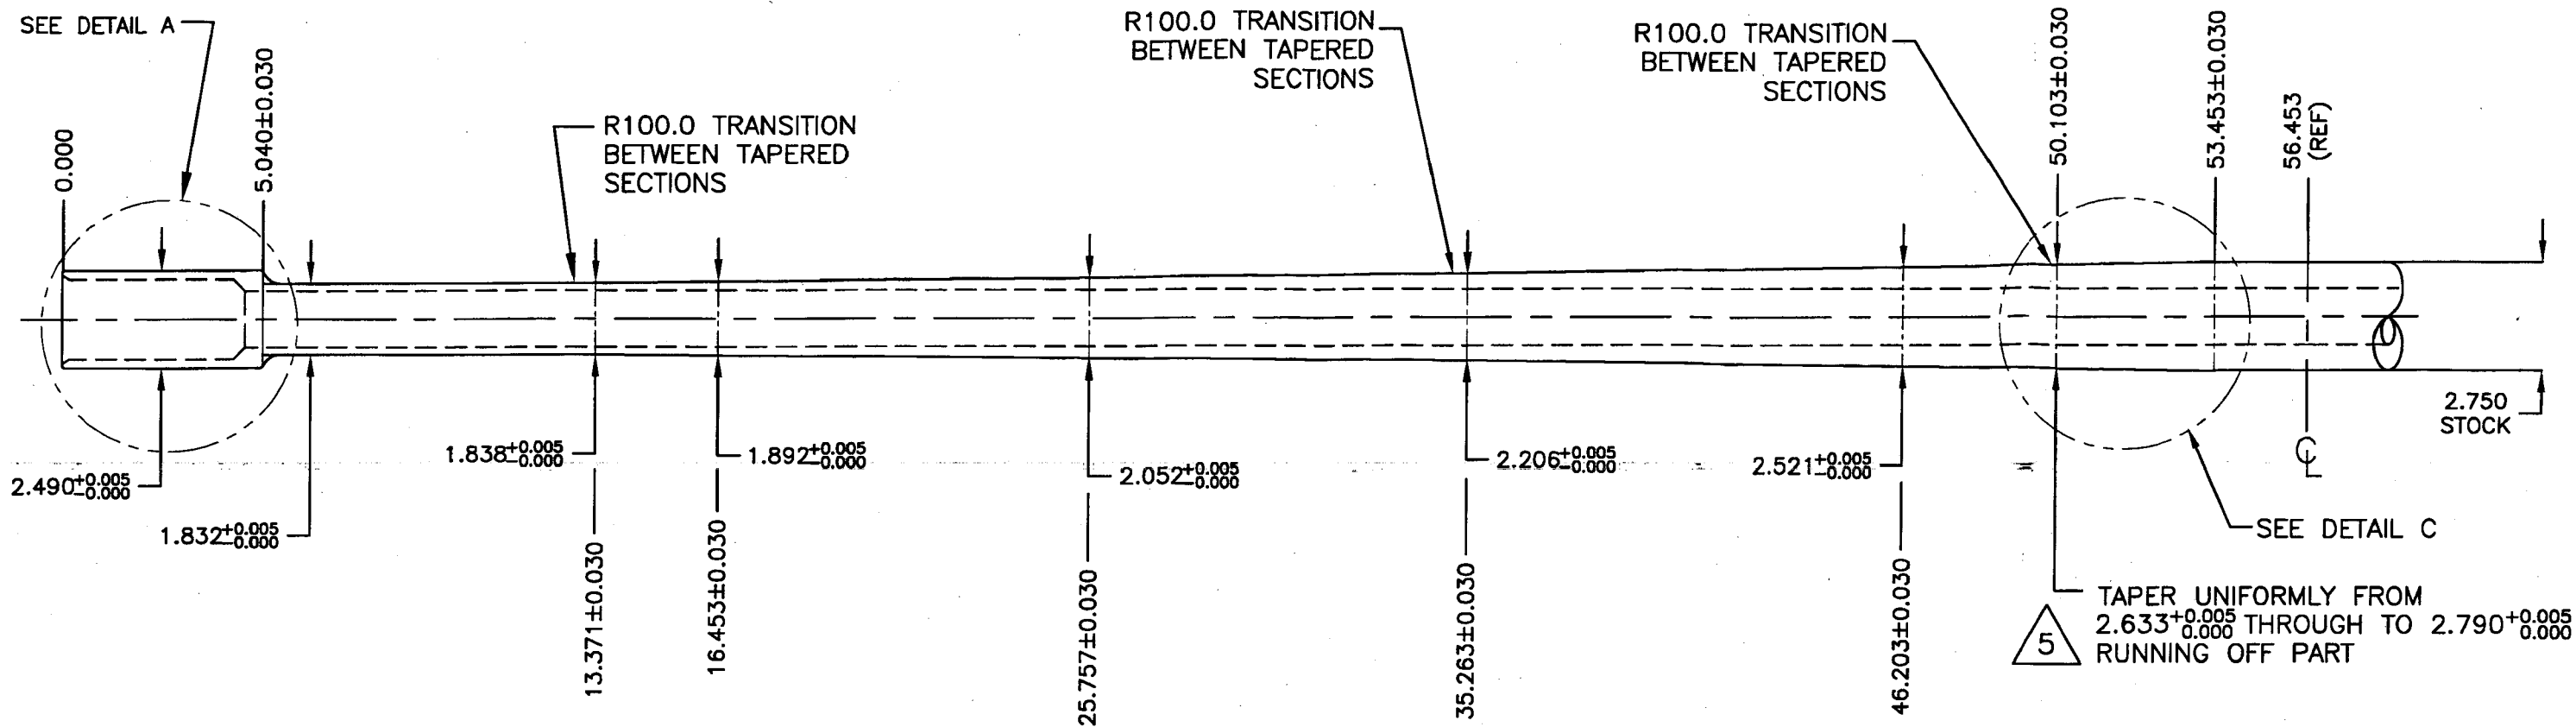 SEE DETAIL A
0.000
5.040±0.030
R100.0 TRANSITION
BETWEEN TAPERED
SECTIONS
R100.0 TRANSITION
BETWEEN TAPERED
SECTIONS
R100.0 TRANSITION
BETWEEN TAPERED
SECTIONS
50.103±0.030
53.453±0.030
56.453
(REF)
2.490+0.005
-0.000
1.832+0.005
-0.000
1.838+0.005
-0.000
13.371±0.030
1.892+0.005
-0.000
16.453±0.030
2.052+0.005
-0.000
25.757±0.030
2.206+0.005
-0.000
35.263±0.030
2.521+0.005
-0.000
46.203±0.030
2.750
STOCK
CL
SEE DETAIL C
5
TAPER UNIFORMLY FROM
2.633+0.005 0.000 THROUGH TO 2.790+0.005 0.000
RUNNING OFF PART